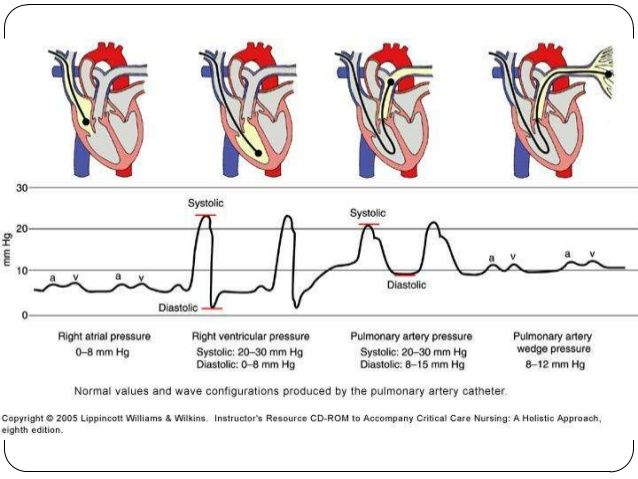 30
Systolic
Systolic
20
mm Hg
a v a v
a v
a v
10
Diastolic
Diastolic
0
Right atrial pressure
0–8 mm Hg
Right ventricular pressure
Systolic: 20–30 mm Hg
Diastolic: 0–8 mm Hg
Pulmonary artery pressure
Systolic: 20–30 mm Hg
Diastolic: 8–15 mm Hg
Pulmonary artery
wedge pressure
8–12 mm Hg
Normal values and wave configurations produced by the pulmonary artery catheter.
Copyright © 2005 Lippincott Williams & Wilkins. Instructor's Resource CD-ROM to Accompany Critical Care Nursing: A Holistic Approach,
eighth edition.